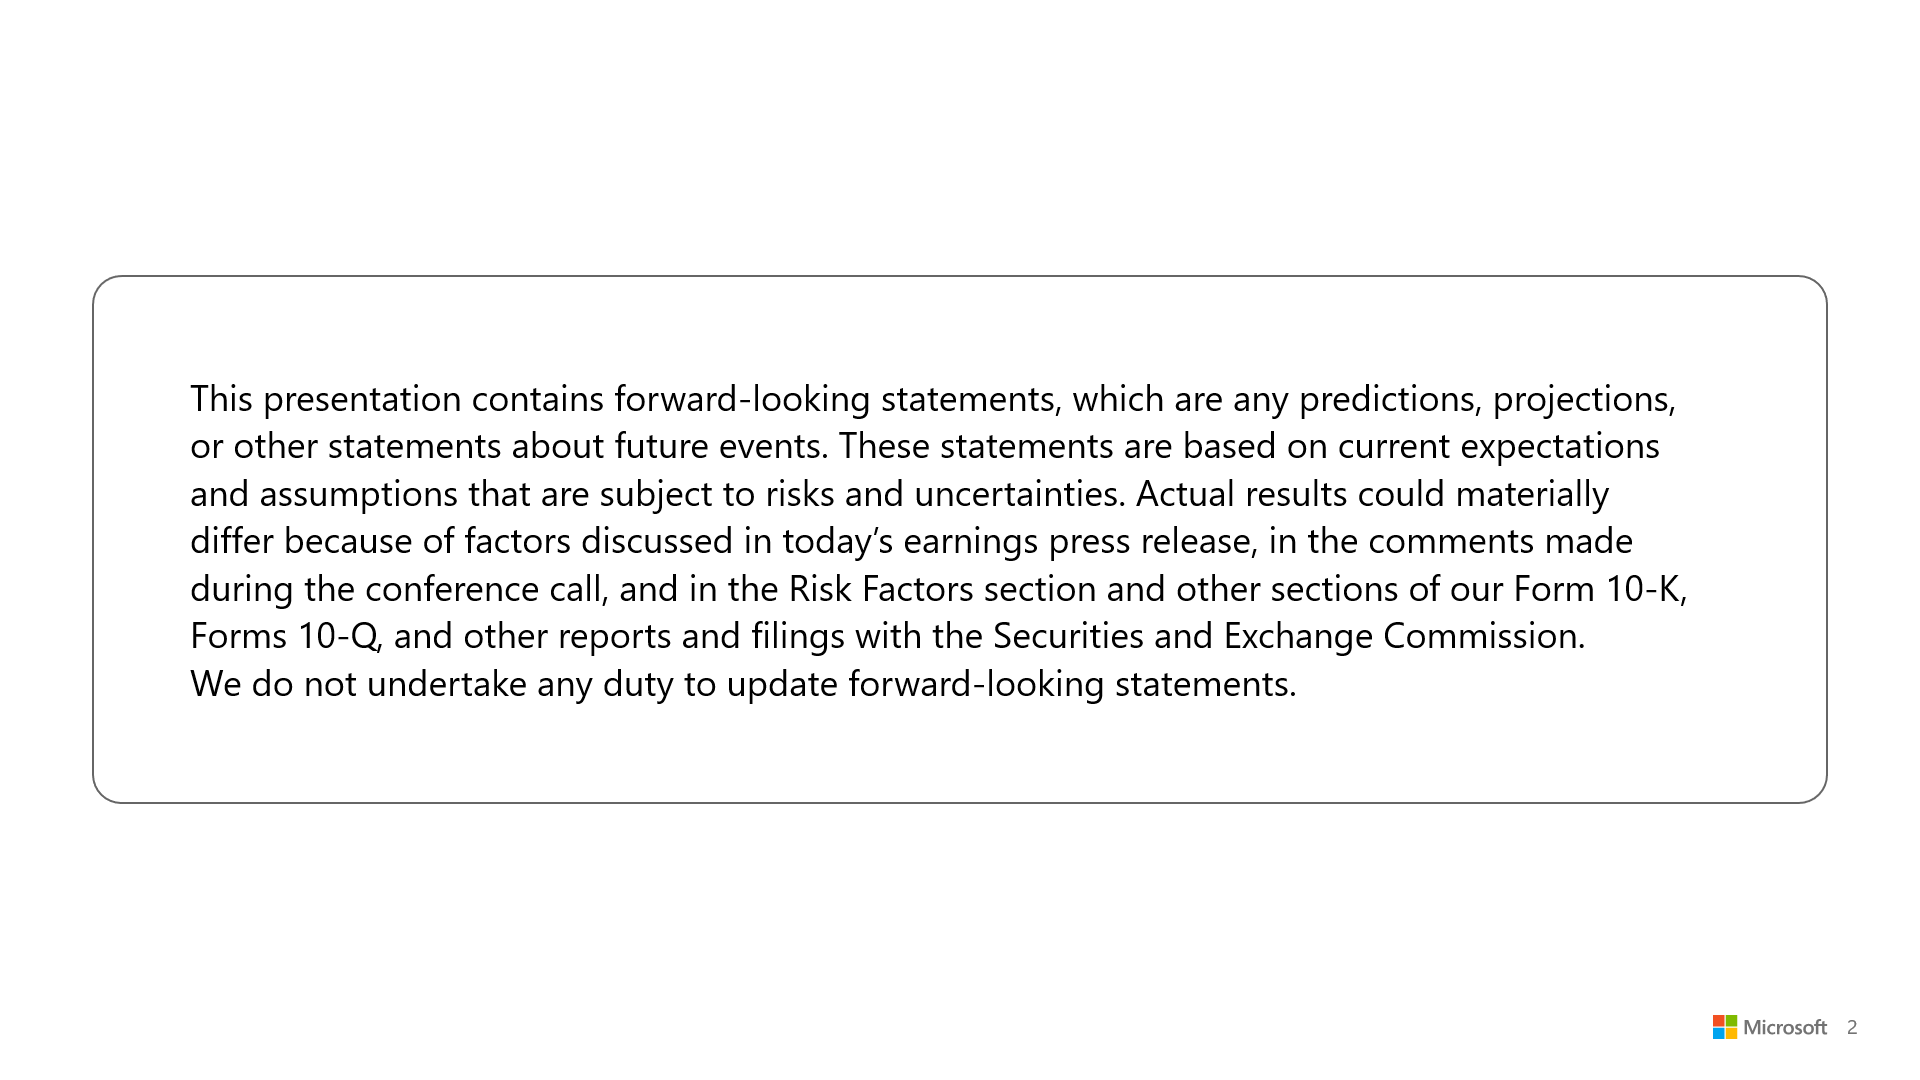 This presentation contains forward-looking statements, which are any predictions, projections,
or other statements about future events. These statements are based on current expectations
and assumptions that are subject to risks and uncertainties. Actual results could materially
differ because of factors discussed in today’s earnings press release, in the comments made
during the conference call, and in the Risk Factors section and other sections of our Form 10-K,
Forms 10-Q, and other reports and filings with the Securities and Exchange Commission.
We do not undertake any duty to update forward-looking statements.
Microsoft 2